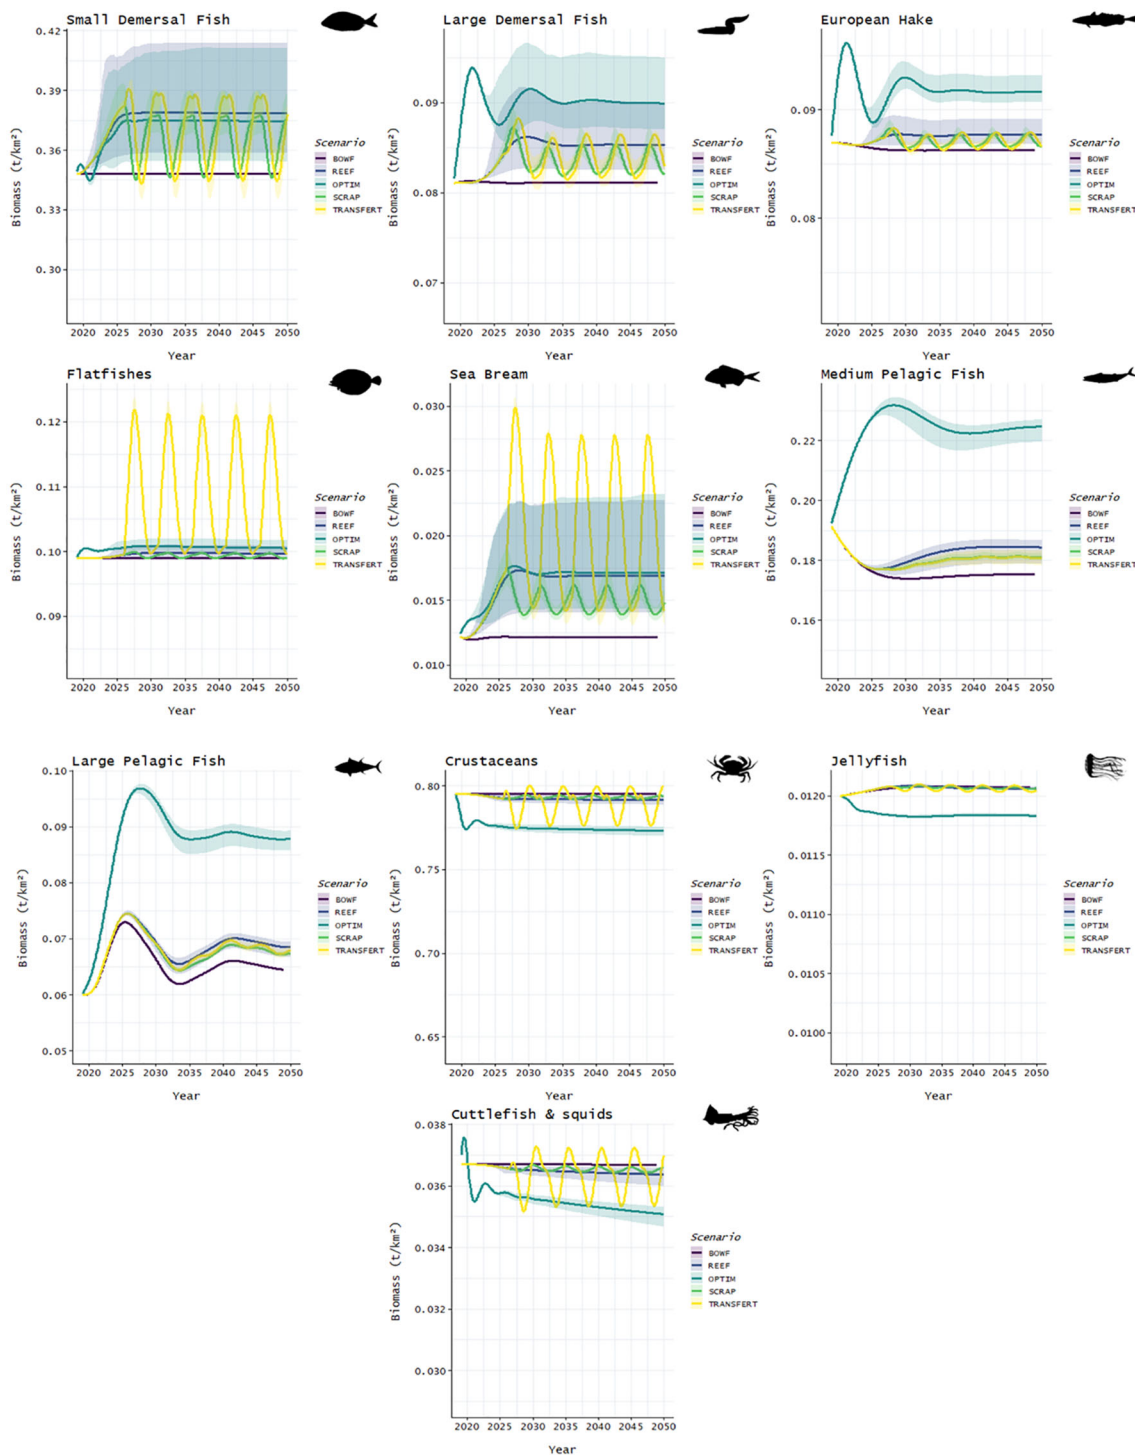 Small Demersal Fish
Biomass (t/km²)
0.42
0.39
0.36
0.33
0.30
2020 2025 2030 2035 2040 2045 2050
Year
Scenario
BOWF
REEF
OPTIM
SCRAP
TRANSFERT
Large Demersal Fish
Biomass (t/km²)
0.09
0.08
0.07
2020 2025 2030 2035 2040 2045 2050
Year
Scenario
BOWF
REEF
OPTIM
SCRAP
TRANSFERT
European Hake
Biomass (t/km²)
0.09
0.08
2020 2025 2030 2035 2040 2045 2050
Year
Scenario
BOWF
REEF
OPTIM
SCRAP
TRANSFERT
Flatfishes
Biomass (t/km²)
0.12
0.11
0.10
0.09
2020 2025 2030 2035 2040 2045 2050
Year
Scenario
BOWF
REEF
OPTIM
SCRAP
TRANSFERT
Sea Bream
Biomass (t/km²)
0.030
0.025
0.020
0.015
0.010
2020 2025 2030 2035 2040 2045 2050
Year
Scenario
BOWF
REEF
OPTIM
SCRAP
TRANSFERT
Medium Pelagic Fish
Biomass (t/km²)
0.22
0.20
0.18
0.16
2020 2025 2030 2035 2040 2045 2050
Year
Scenario
BOWF
REEF
OPTIM
SCRAP
TRANSFERT
Large Pelagic Fish
Biomass (t/km²)
0.10
0.09
0.08
0.07
0.06
0.05
2020 2025 2030 2035 2040 2045 2050
Year
Scenario
BOWF
REEF
OPTIM
SCRAP
TRANSFERT
Crustaceans
Biomass (t/km²)
0.80
0.75
0.70
0.65
2020 2025 2030 2035 2040 2045 2050
Year
Scenario
BOWF
REEF
OPTIM
SCRAP
TRANSFERT
Jellyfish
Biomass (t/km²)
0.0120
0.0115
0.0110
0.0105
0.0100
2020 2025 2030 2035 2040 2045 2050
Year
Scenario
BOWF
REEF
OPTIM
SCRAP
TRANSFERT
Cuttlefish & squids
Biomass (t/km²)
0.038
0.036
0.034
0.032
0.030
2020 2025 2030 2035 2040 2045 2050
Year
Scenario
BOWF
REEF
OPTIM
SCRAP
TRANSFERT